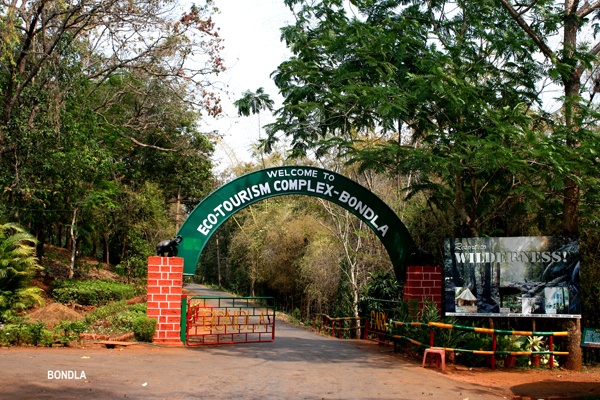 WELCOME TO
ECO-TOURISM COMPLEX-BONDLA
WILDERNESS!
BONDLA